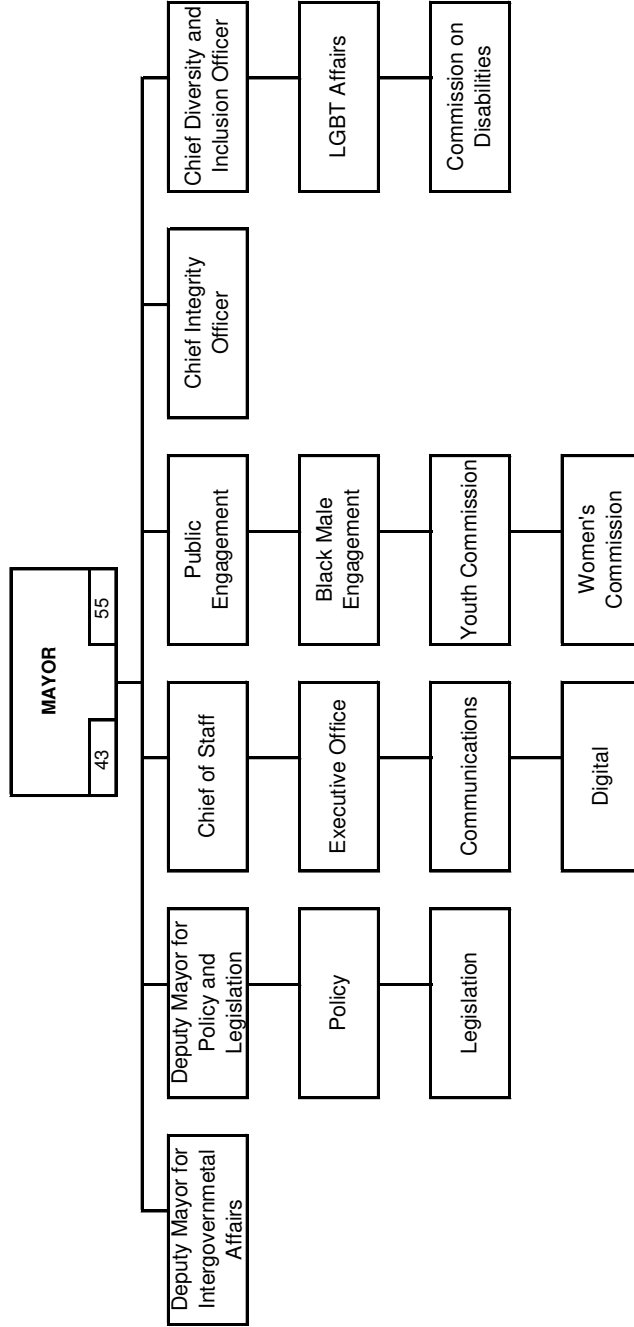 MAYOR
43
55
Deputy Mayor for
Intergovernmetal
Affairs
Deputy Mayor for
Policy and
Legislation
Chief of Staff
Public
Engagement
Chief Integrity
Officer
Chief Diversity and
Inclusion Officer
Policy
Executive Office
Black Male
Engagement
LGBT Affairs
Legislation
Communications
Youth Commission
Commission on
Disabilities
Digital
Women's
Commission